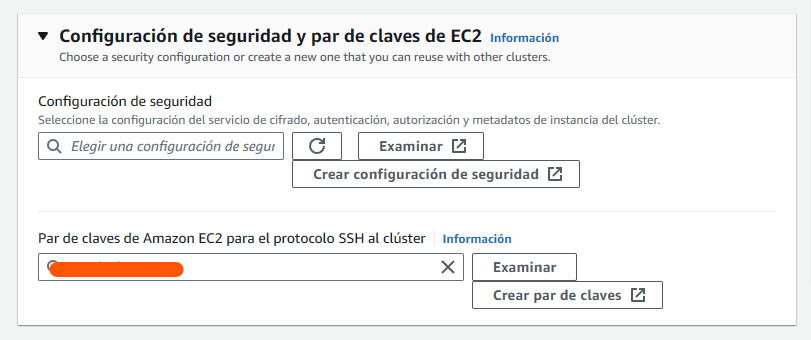 Configuración de seguridad y par de claves de EC2 Información
Choose a security configuration or create a new one that you can reuse with other clusters.
Configuración de seguridad
Seleccione la configuración del servicio de cifrado, autenticación, autorización y metadatos de instancia del clúster.
Elegir una configuración de segur
Examinar
Crear configuración de seguridad
Par de claves de Amazon EC2 para el protocolo SSH al clúster Información
Examinar
Crear par de claves